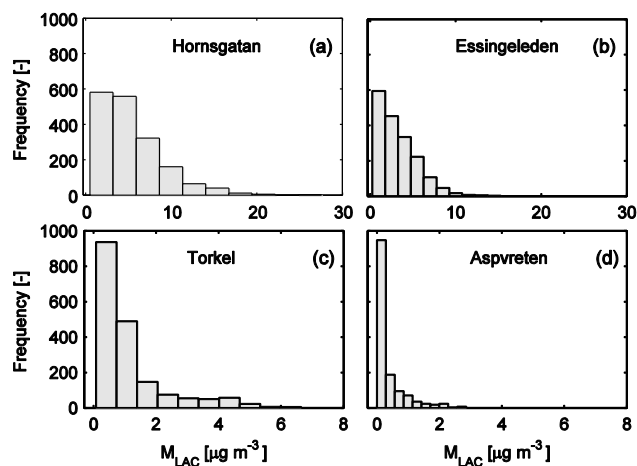 1000
800
600
400
200
0
Frequency [-]
Hornsgatan
(a)
0
10
20
30
Essingeleden
(b)
0
10
20
30
1000
800
600
400
200
0
Frequency [-]
Torkel
(c)
0
2
4
6
8
M_LAC [µg m⁻³]
Aspvreten
(d)
0
2
4
6
8
M_LAC [µg m⁻³]